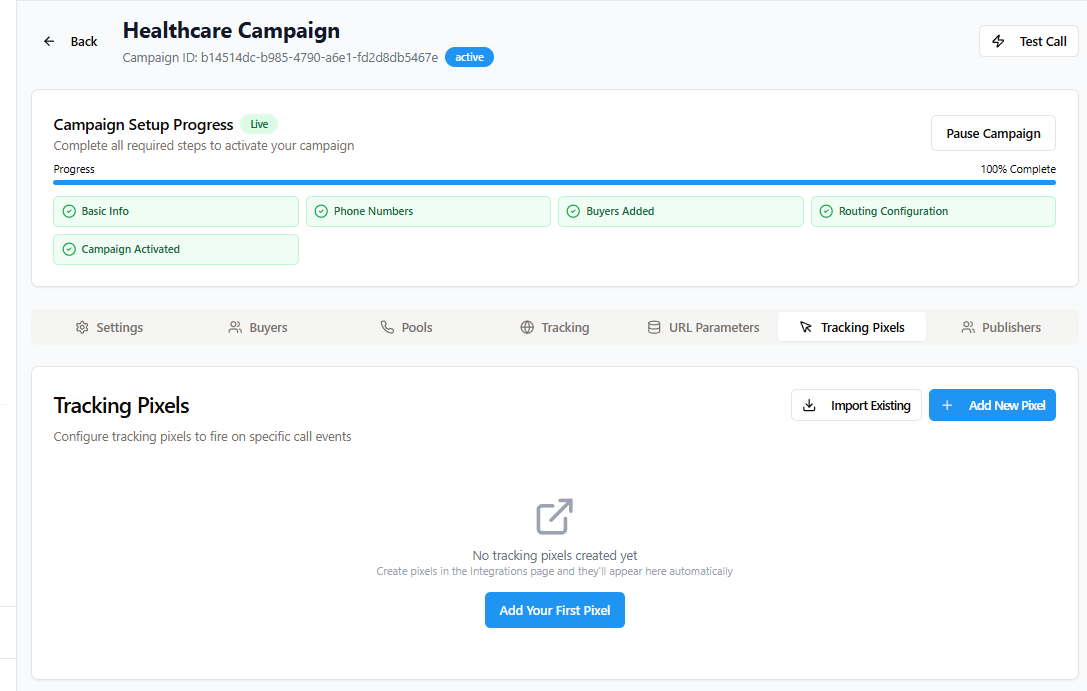 Back
Healthcare Campaign
Campaign ID: b14514dc-b985-4790-a6e1-fd2d8db5467e active
Test Call
Campaign Setup Progress Live
Complete all required steps to activate your campaign
Pause Campaign
Progress 100% Complete
Basic Info Phone Numbers Buyers Added Routing Configuration
Campaign Activated
Settings Buyers Pools Tracking URL Parameters Tracking Pixels Publishers
Tracking Pixels
Import Existing Add New Pixel
Configure tracking pixels to fire on specific call events
No tracking pixels created yet
Create pixels in the Integrations page and they'll appear here automatically
Add Your First Pixel